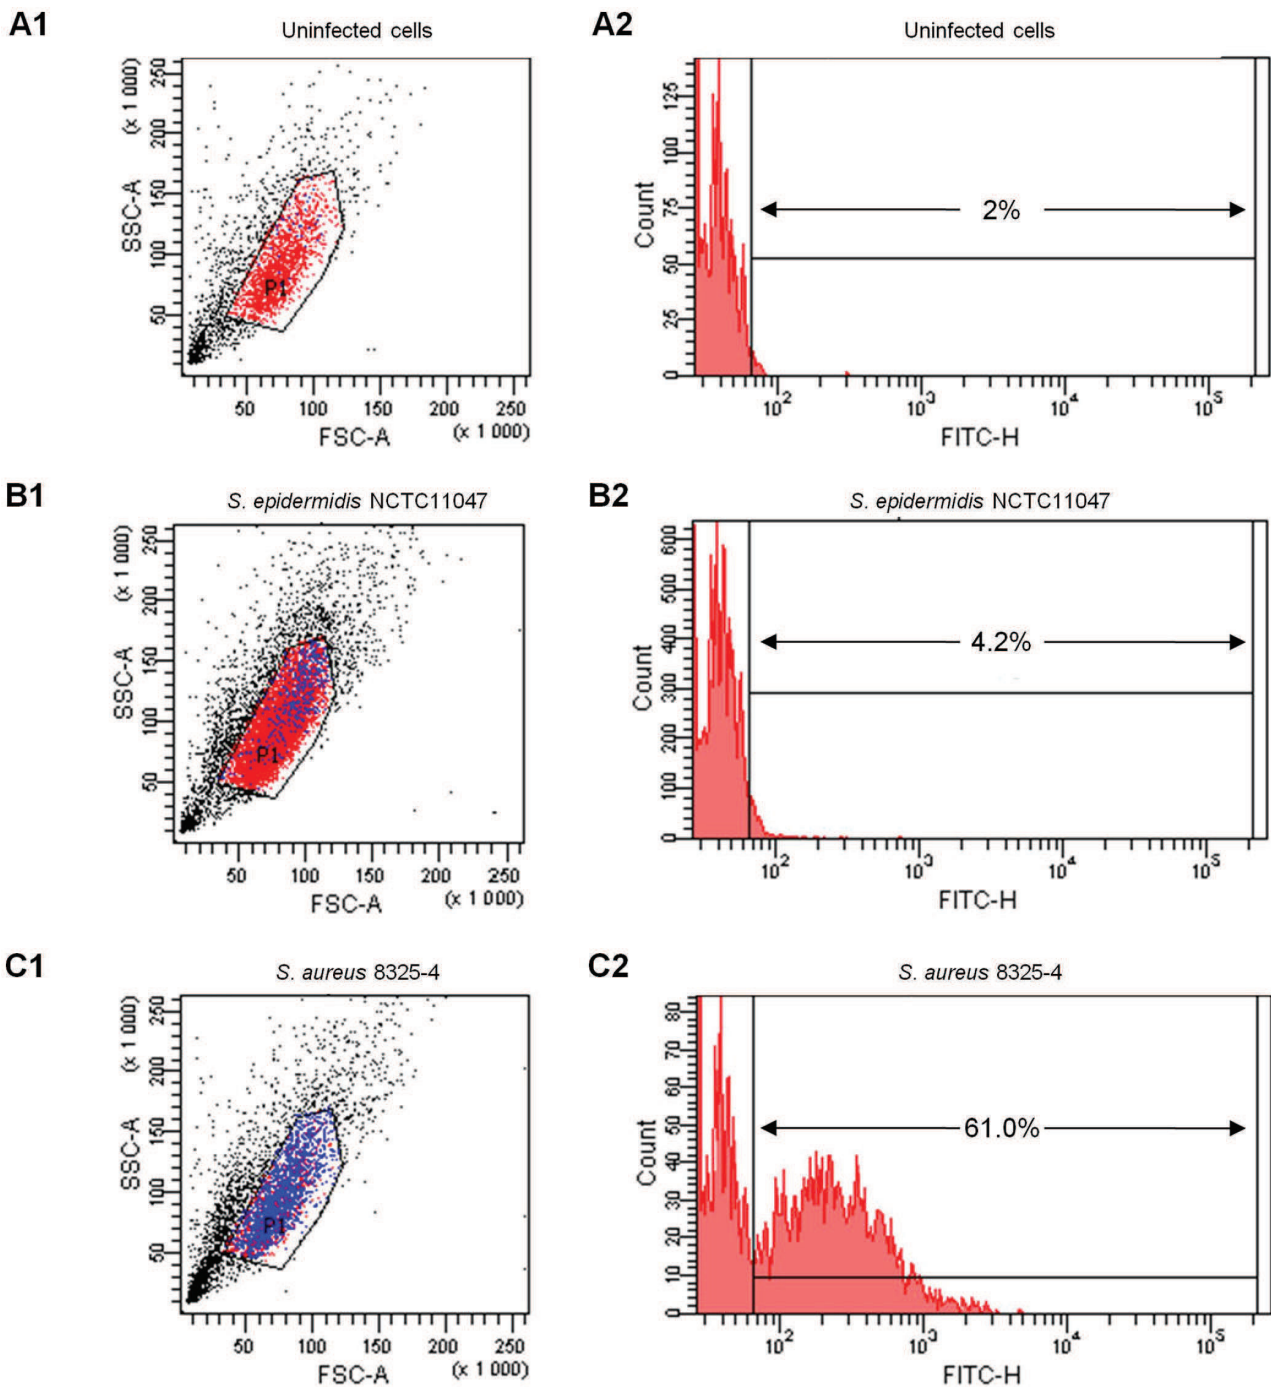 A1
Uninfected cells
(x 1 000)
250
200
150
100
50
SSC-A
P1
50 100 150 200 250
FSC-A (x 1 000)
A2
Uninfected cells
125
100
75
50
25
0
Count
2%
10² 10³ 10⁴ 10⁵
FITC-H
B1
S. epidermidis NCTC11047
(x 1 000)
250
200
150
100
50
SSC-A
P1
50 100 150 200 250
FSC-A (x 1 000)
B2
S. epidermidis NCTC11047
600
500
400
300
200
100
0
Count
4.2%
10² 10³ 10⁴ 10⁵
FITC-H
C1
S. aureus 8325-4
(x 1 000)
250
200
150
100
50
SSC-A
P1
50 100 150 200 250
FSC-A (x 1 000)
C2
S. aureus 8325-4
80
70
60
50
40
30
20
10
0
Count
61.0%
10² 10³ 10⁴ 10⁵
FITC-H